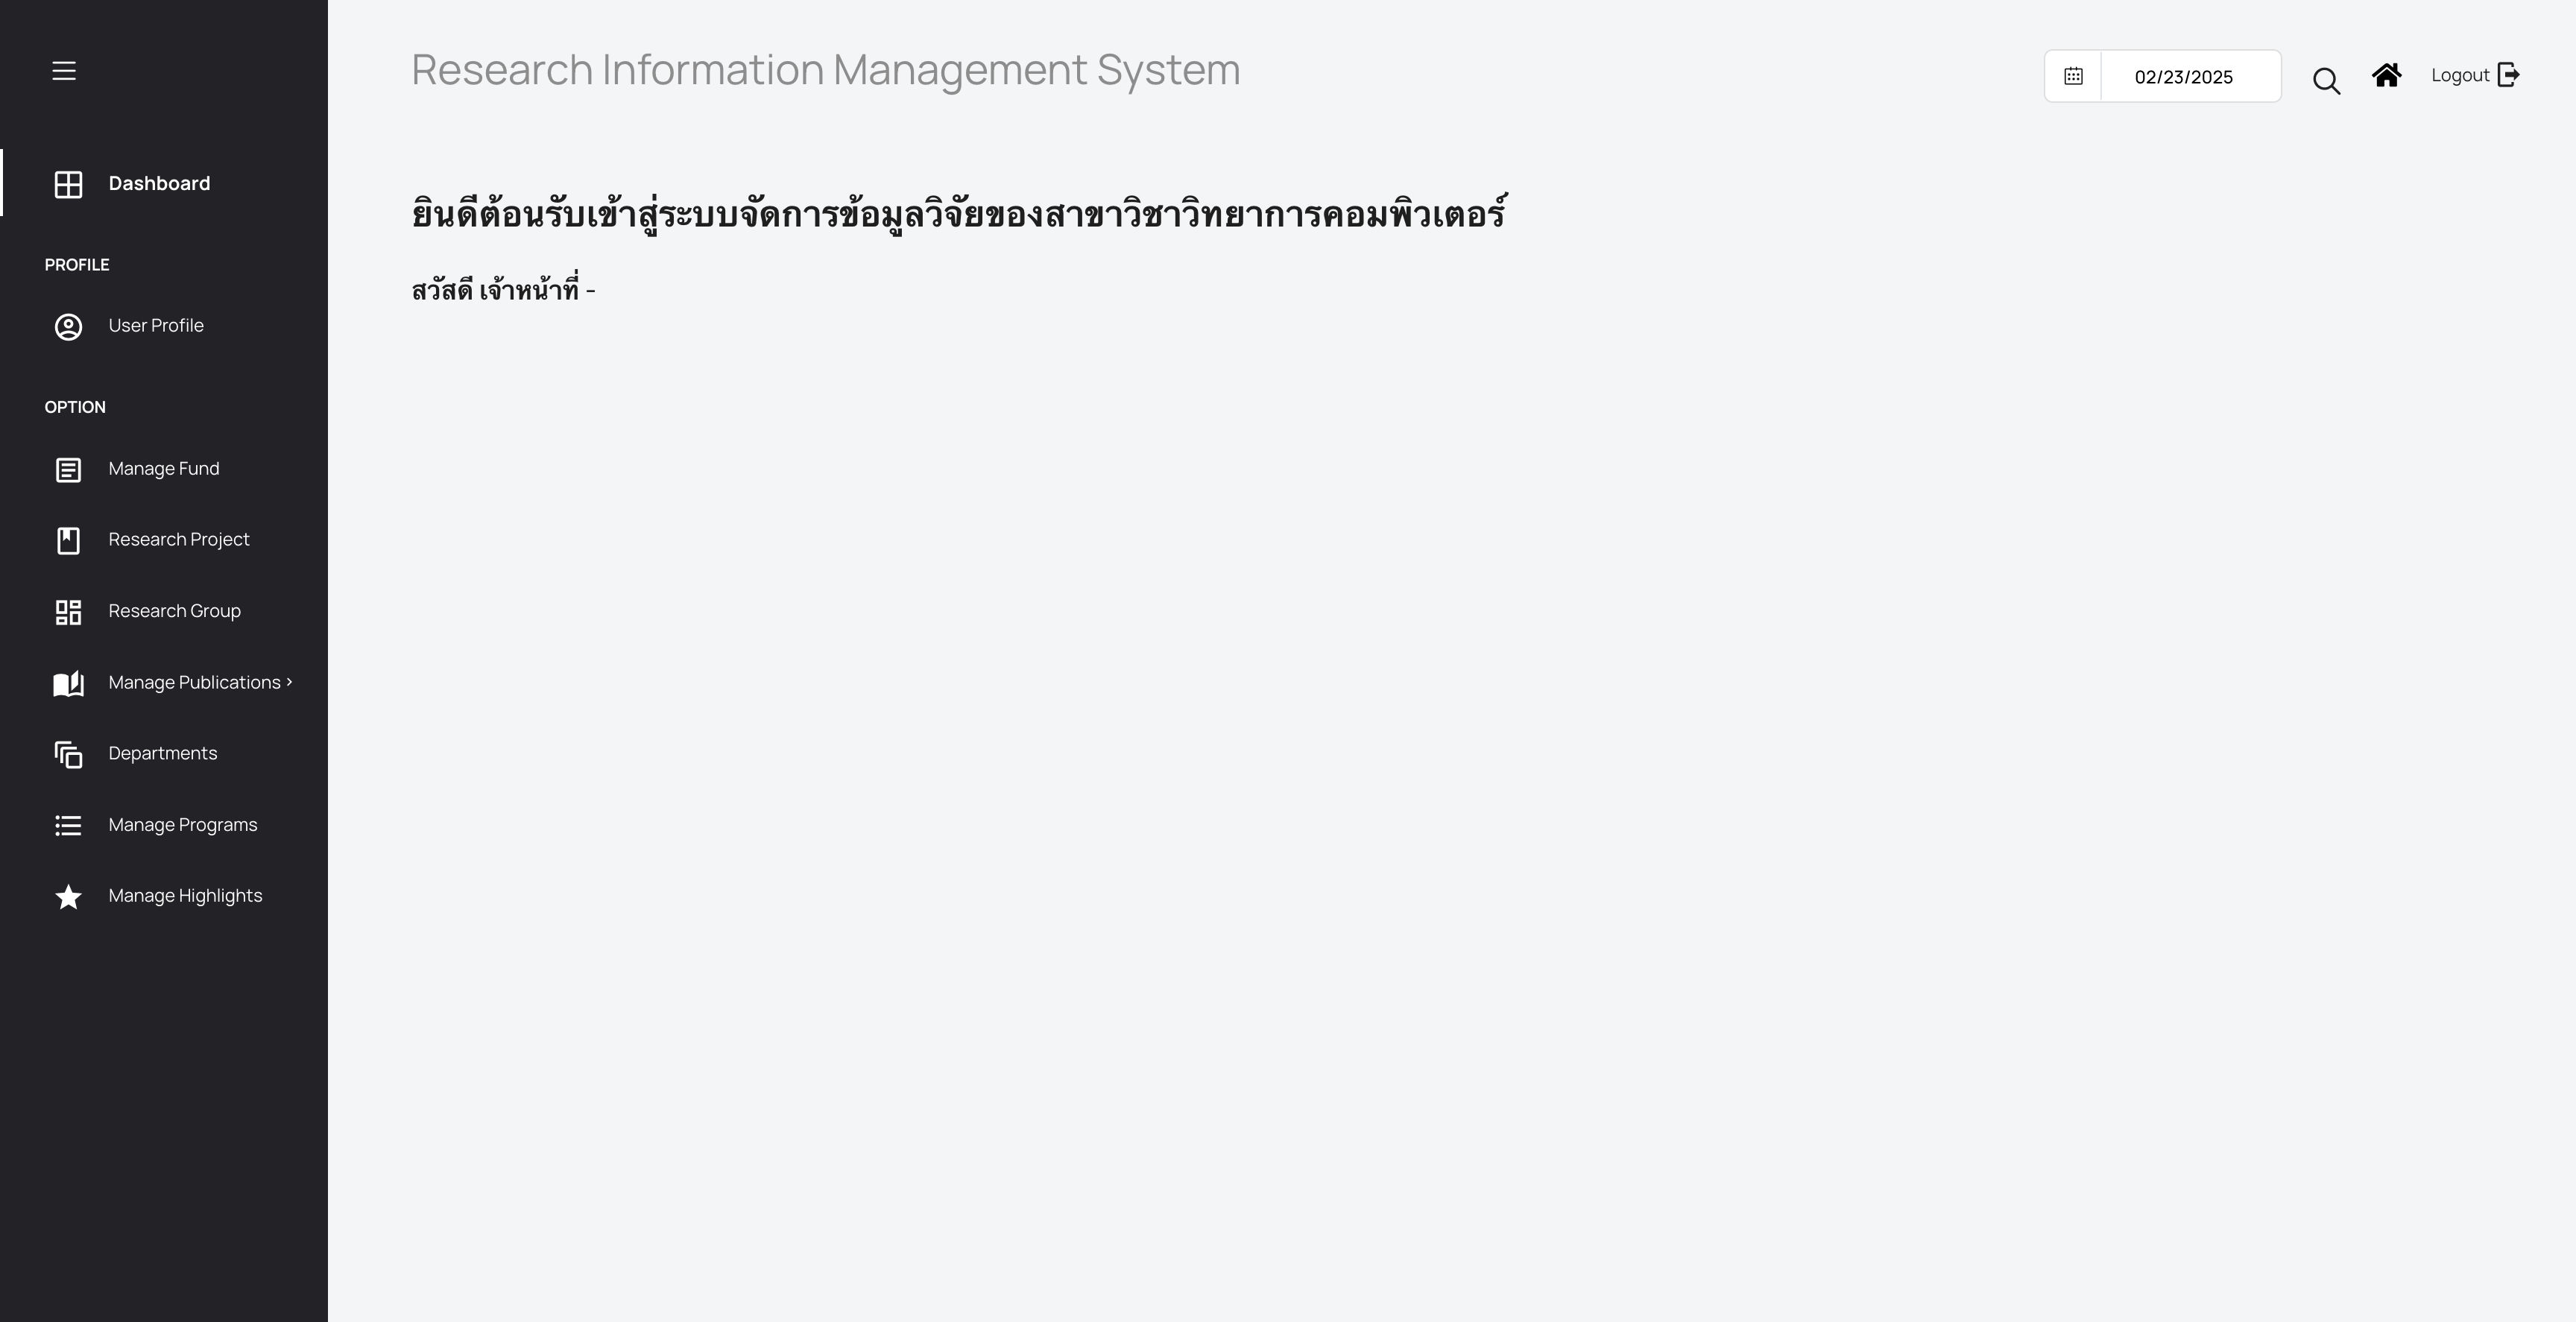 Research Information Management System
02/23/2025
Logout
Dashboard
PROFILE
User Profile
OPTION
Manage Fund
Research Project
Research Group
Manage Publications ›
Departments
Manage Programs
Manage Highlights
ยินดีต้อนรับเข้าสู่ระบบจัดการข้อมูลวิจัยของสาขาวิชาวิทยาการคอมพิวเตอร์
สวัสดี เจ้าหน้าที่ -